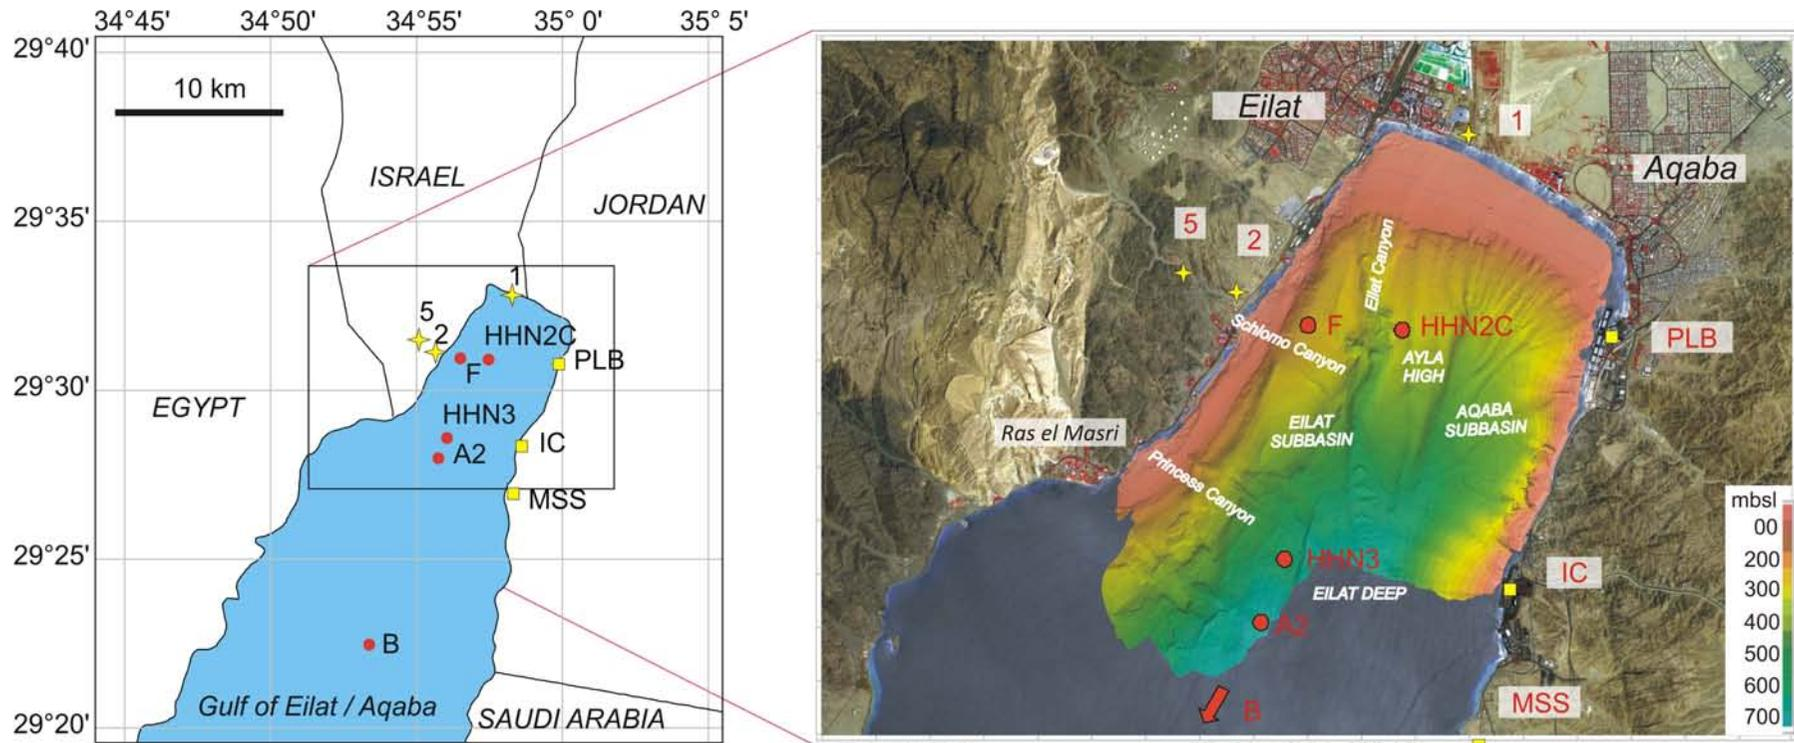 34°45' 34°50' 34°55' 35° 0' 35° 5'
29°40'
10 km
ISRAEL
JORDAN
29°35'
1
5
2
HHN2C
PLB
F
29°30'
EGYPT
HHN3
IC
A2
MSS
29°25'
B
Gulf of Eilat / Aqaba
SAUDI ARABIA
29°20'
Eilat
1
Aqaba
5
2
Eilat Canyon
F
HHN2C
PLB
Schlomo Canyon
AYLA
HIGH
EILAT
SUBBASIN
AQABA
SUBBASIN
Ras el Masri
Princess Canyon
HHN3
EILAT DEEP
IC
A2
MSS
B
mbsl
00
200
300
400
500
600
700